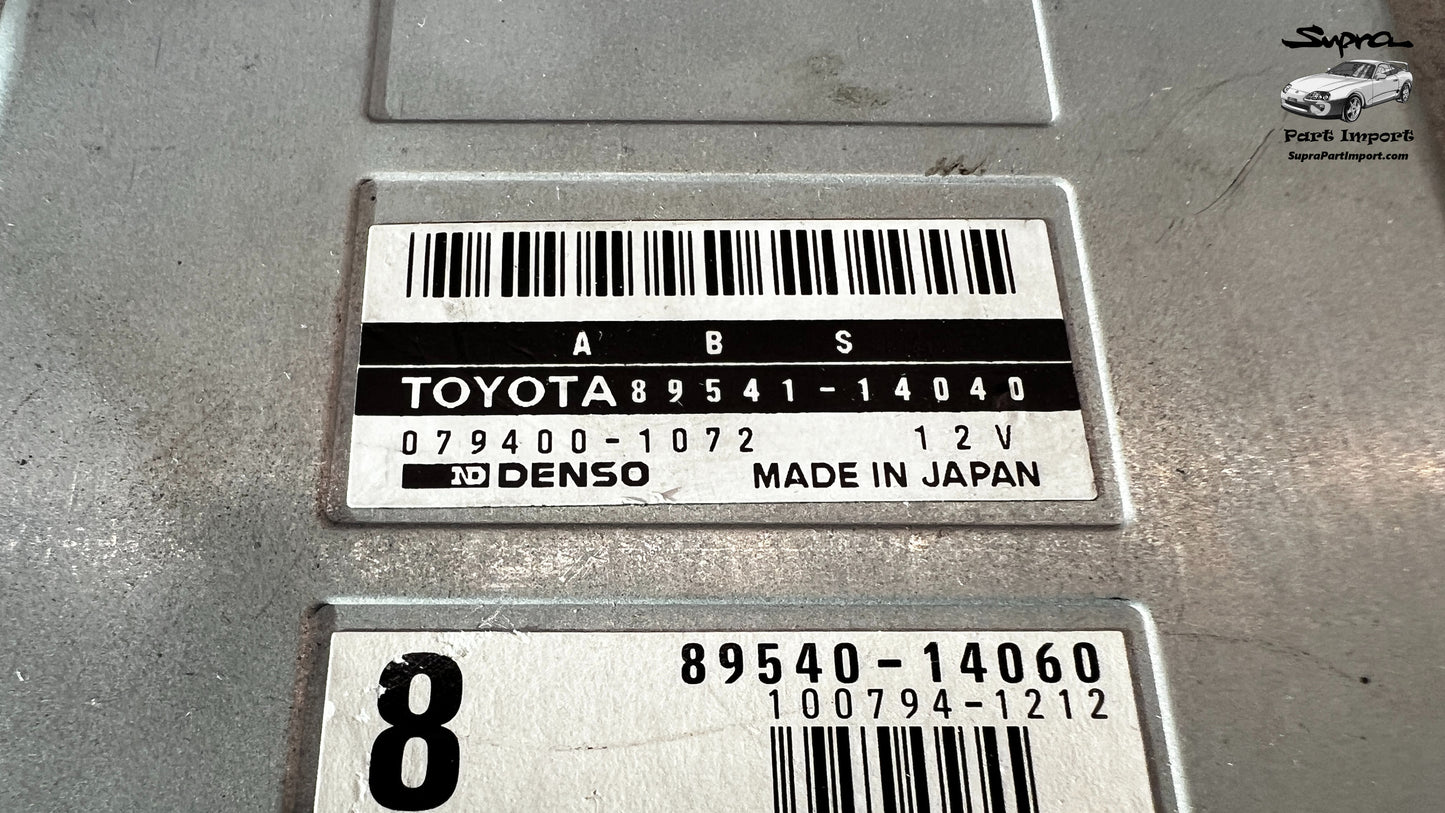 Supra
Part Import
SupraPartImport.com
A B S
TOYOTA 89541-14040
079400-1072 12V
ND DENSO MADE IN JAPAN
8 89540-14060
100794-1212